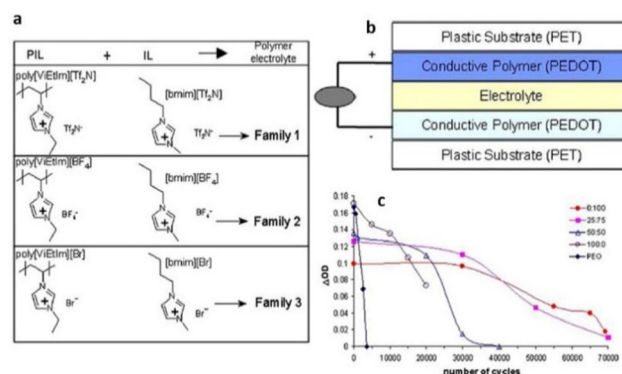 a
PIL + IL Polymer electrolyte
poly[ViEtIm][Tf₂N]
[bmim][Tf₂N]
Tf₂N⁻
Tf₂N⁻
Family 1
poly[ViEtIm][BF₄]
[bmim][BF₄]
BF₄⁻
BF₄⁻
Family 2
poly[ViEtIm][Br]
[bmim][Br]
Br⁻
Br⁻
Family 3
b
Plastic Substrate (PET)
+
Conductive Polymer (PEDOT)
Electrolyte
-
Conductive Polymer (PEDOT)
Plastic Substrate (PET)
c
0.18
0.16
0.14
0.12
0.1
0.08
0.06
0.04
0.02
0
ΔOD
0:100
25:75
50:50
100:0
PEO
0 10000 20000 30000 40000 50000 60000 70000
number of cycles